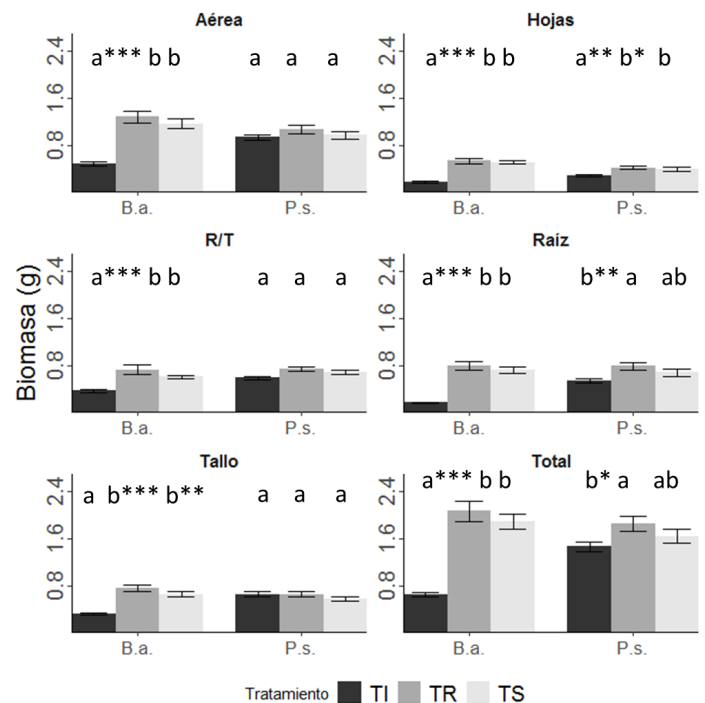 Aérea
Hojas
2.4
1.6
0.8
a*** b b
a a a
B.a.
P.s.
2.4
1.6
0.8
a*** b b
a** b* b
B.a.
P.s.
R/T
Raíz
Biomasa (g)
2.4
1.6
0.8
a*** b b
a a a
B.a.
P.s.
2.4
1.6
0.8
a*** b b
b** a ab
B.a.
P.s.
Tallo
Total
2.4
1.6
0.8
a b*** b**
a a a
B.a.
P.s.
2.4
1.6
0.8
a*** b b
b* a ab
B.a.
P.s.
Tratamiento TI TR TS